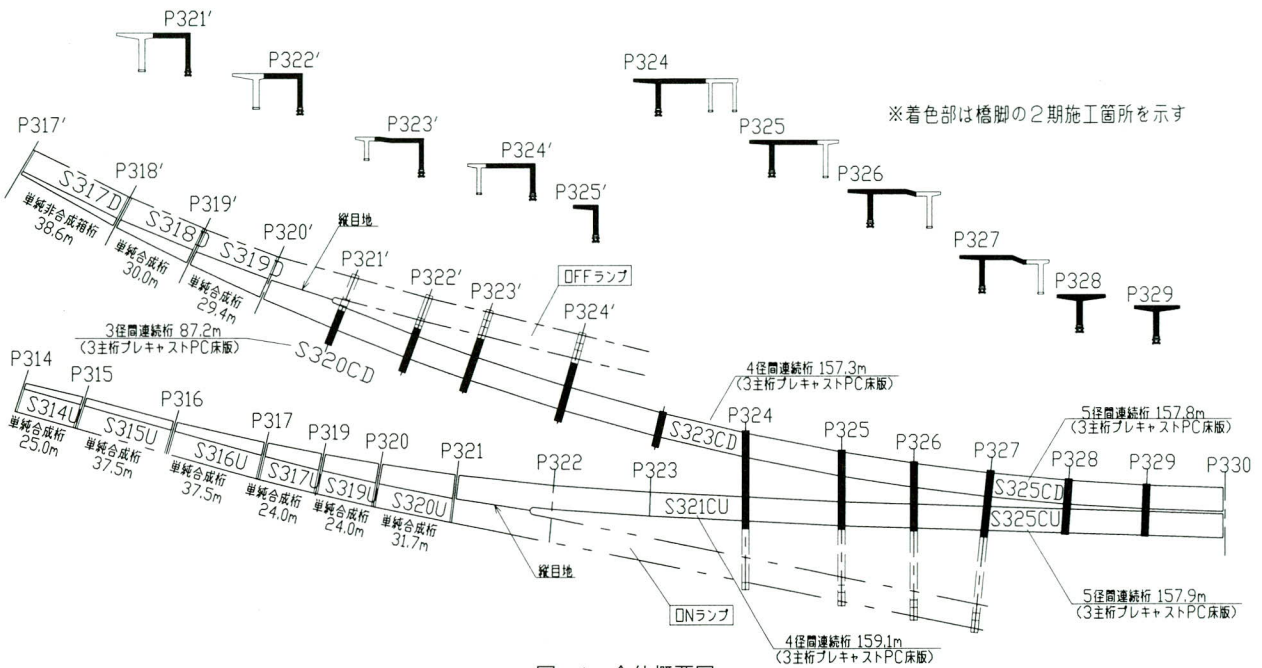 P321′
P322′
P323′
P324′
P325′
P324
P325
P326
P327
P328
P329
※着色部は橋脚の2期施工箇所を示す
P317′
P318′
P319′
P320′
P321′
P322′
P323′
P324′
S317D
S318D
S319D
単純非合成箱桁
38.6m
単純合成桁
30.0m
単純合成桁
29.4m
縦目地
OFFランプ
3径間連続桁 87.2m
(3主桁プレキャストPC床版)
S320CD
4径間連続桁 157.3m
(3主桁プレキャストPC床版)
S323CD
5径間連続桁 157.8m
(3主桁プレキャストPC床版)
P314
P315
P316
P317
P319
P320
P321
P322
P323
P324
P325
P326
P327
P328
P329
P330
S314U
S315U
S316U
S317U
S319U
S320U
S321CU
S325CD
S325CU
単純合成桁
25.0m
単純合成桁
37.5m
単純合成桁
37.5m
単純合成桁
24.0m
単純合成桁
24.0m
単純合成桁
31.7m
縦目地
ONランプ
4径間連続桁 159.1m
(3主桁プレキャストPC床版)
5径間連続桁 157.9m
(3主桁プレキャストPC床版)